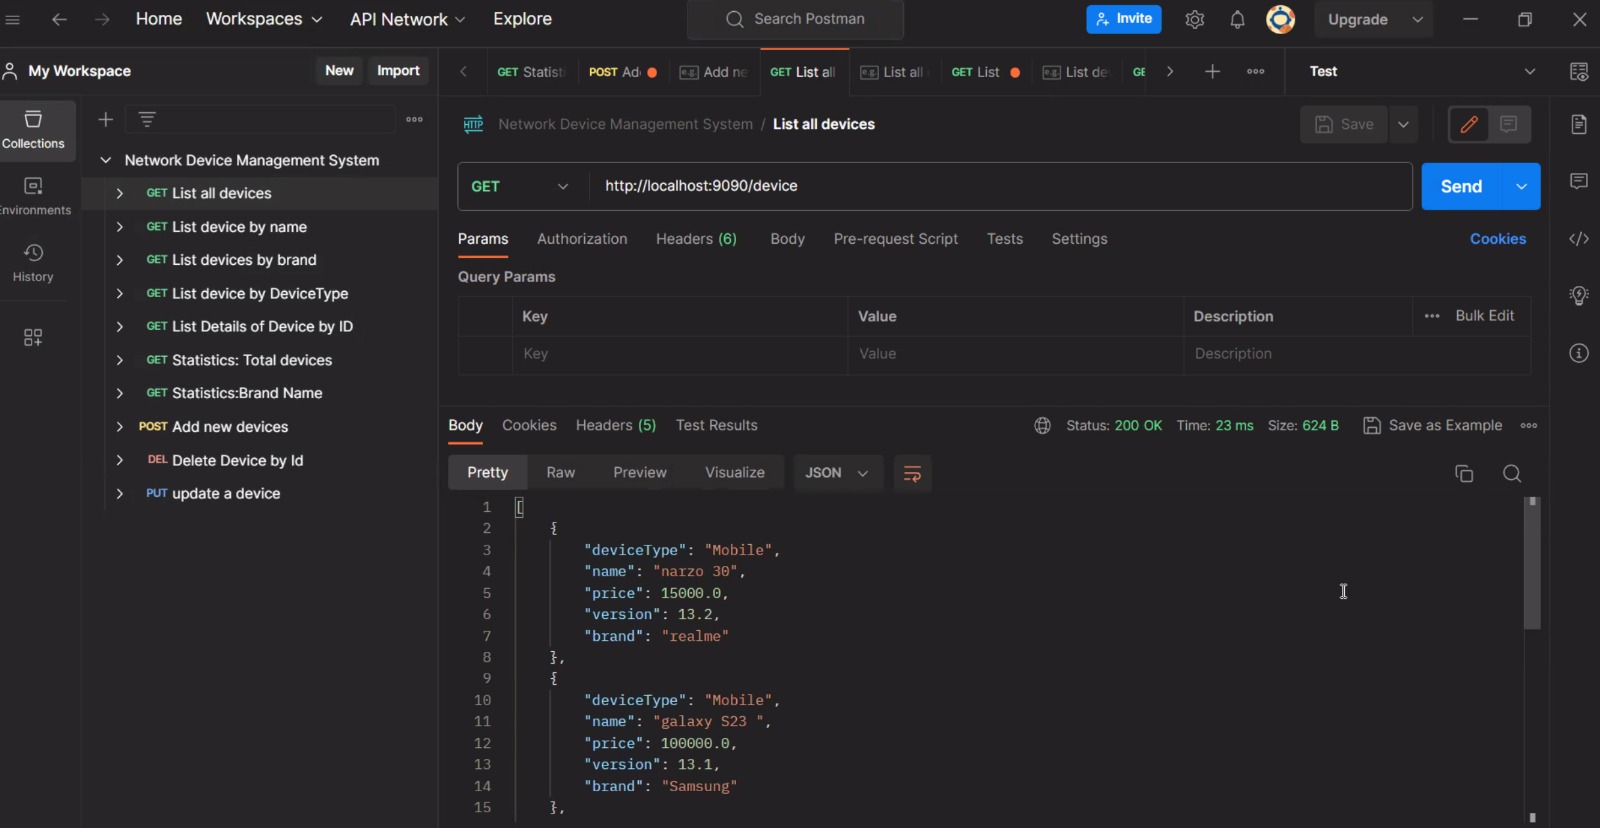 Home Workspaces API Network Explore Search Postman Invite Upgrade
My Workspace New Import GET Statist POST Ad e.g. Add ne GET List all e.g. List all GET List e.g. List de GE Test
Collections
Network Device Management System / List all devices Save
Network Device Management System
GET List all devices
GET http://localhost:9090/device Send
Environments
GET List device by name
Params Authorization Headers (6) Body Pre-request Script Tests Settings Cookies
GET List devices by brand
History
Query Params
GET List device by DeviceType
Key Value Description Bulk Edit
GET List Details of Device by ID
Key Value Description
GET Statistics: Total devices
GET Statistics:Brand Name
POST Add new devices
Body Cookies Headers (5) Test Results Status: 200 OK Time: 23 ms Size: 624 B Save as Example
DEL Delete Device by Id
Pretty Raw Preview Visualize JSON
PUT update a device
1 [
2 {
3 "deviceType": "Mobile",
4 "name": "narzo 30",
5 "price": 15000.0,
6 "version": 13.2,
7 "brand": "realme"
8 },
9 {
10 "deviceType": "Mobile",
11 "name": "galaxy S23 ",
12 "price": 100000.0,
13 "version": 13.1,
14 "brand": "Samsung"
15 },